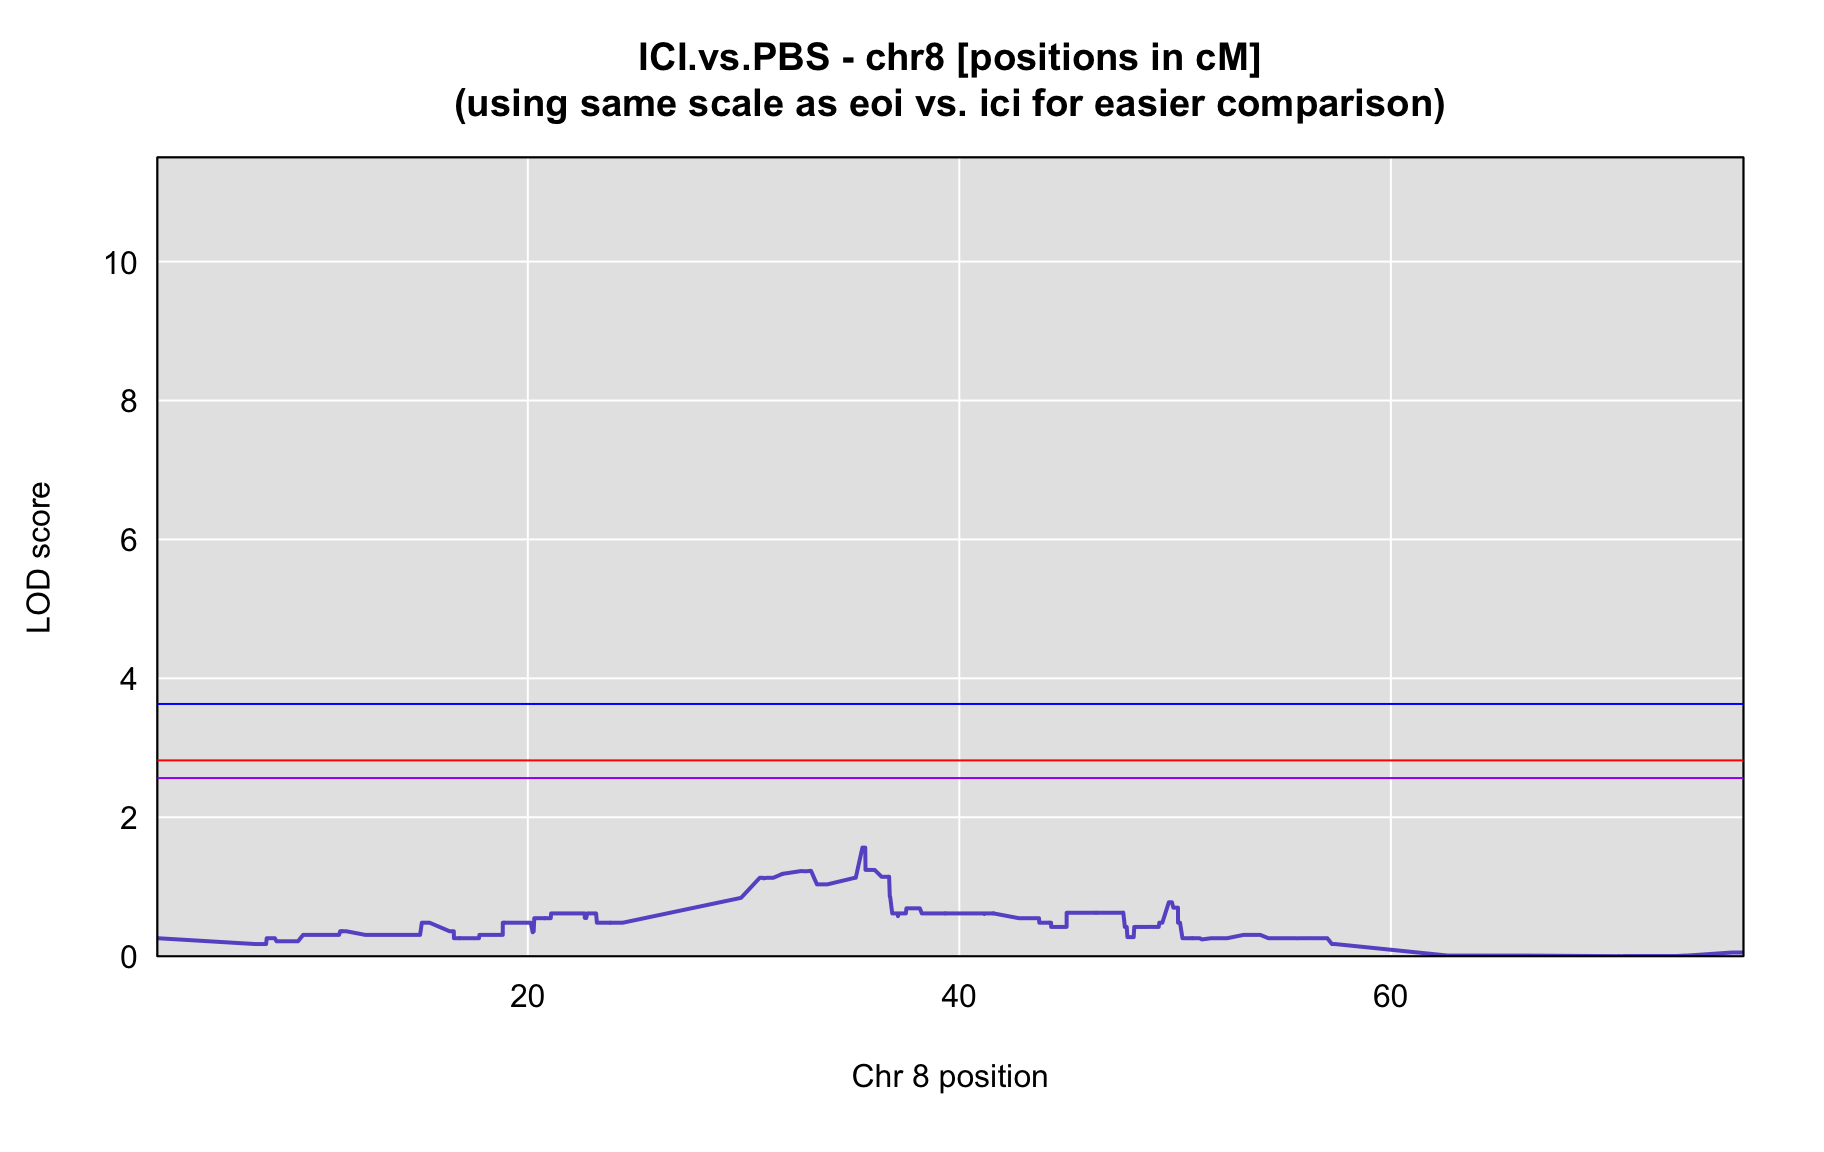 ICI.vs.PBS - chr8 [positions in cM]
(using same scale as eoi vs. ici for easier comparison)
LOD score
10
8
6
4
2
0
20
40
60
Chr 8 position